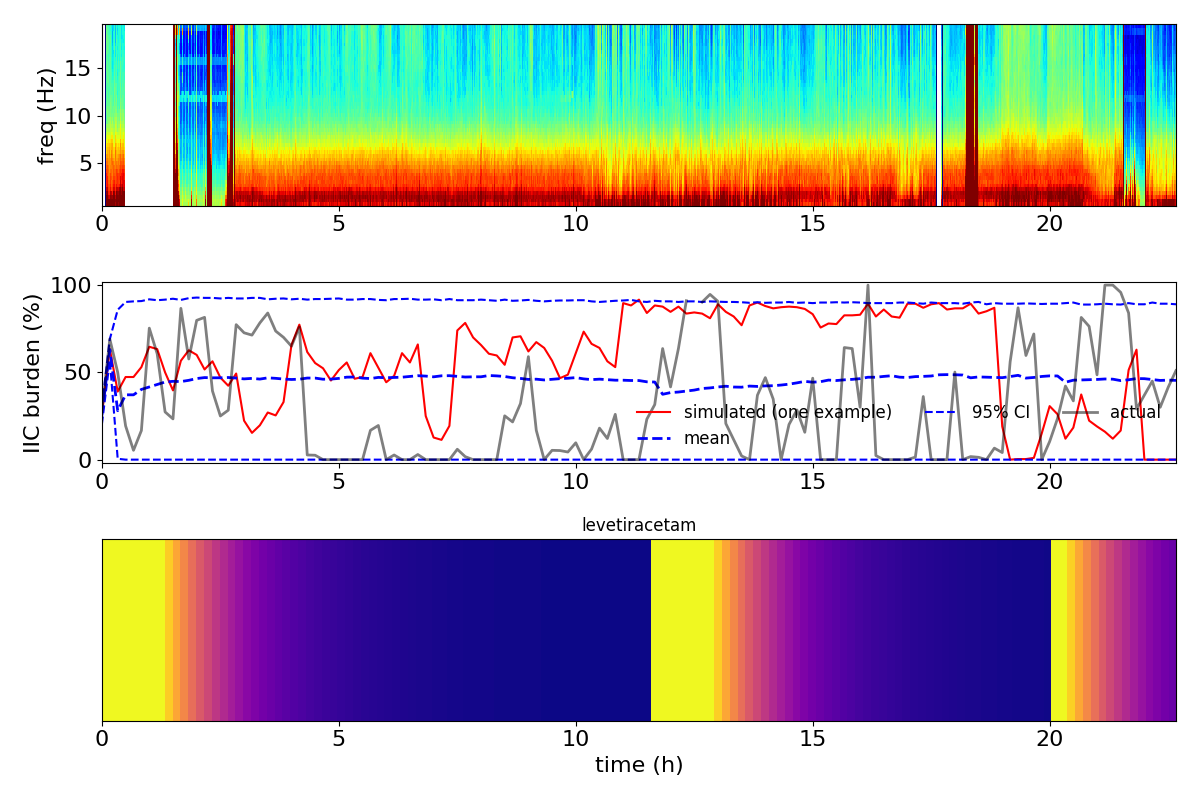 freq (Hz)
15
10
5
0 5 10 15 20
IIC burden (%)
100
50
0
simulated (one example) 95% CI actual
mean
0 5 10 15 20
levetiracetam
0 5 10 15 20
time (h)